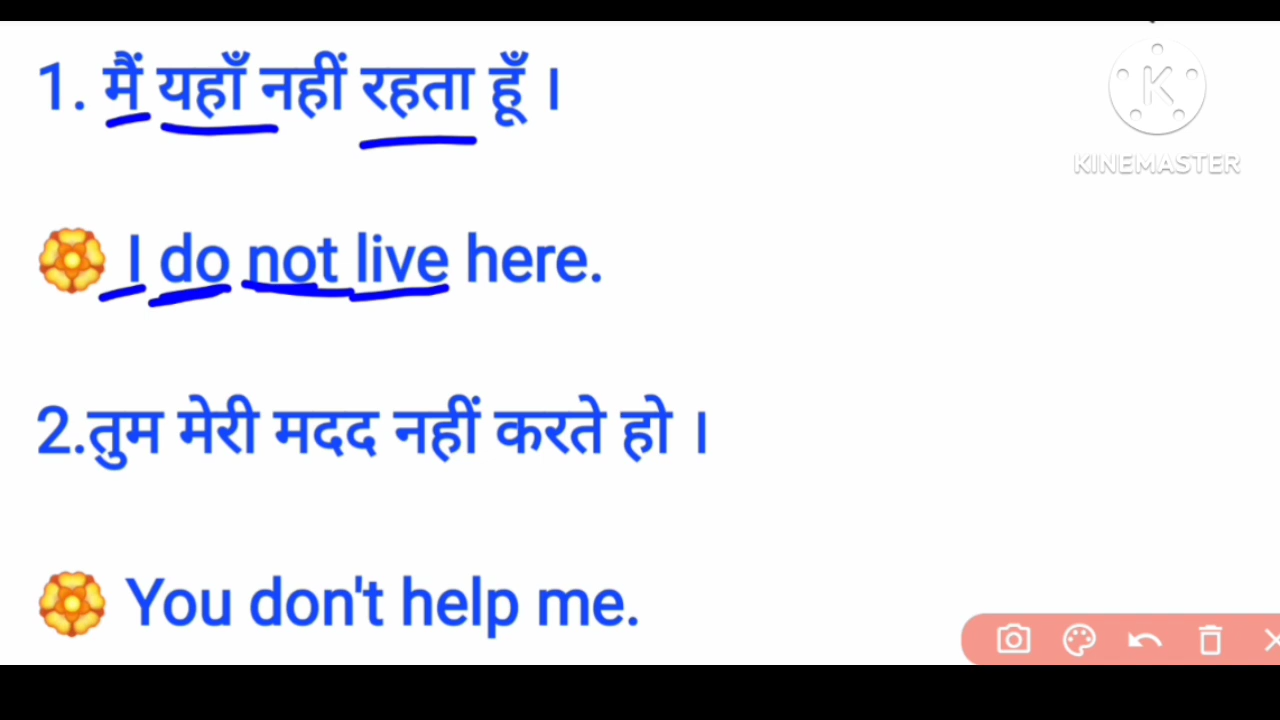 1. मैं यहाँ नहीं रहता हूँ ।
K
KINEMASTER
I do not live here.
2.तुम मेरी मदद नहीं करते हो ।
You don't help me.